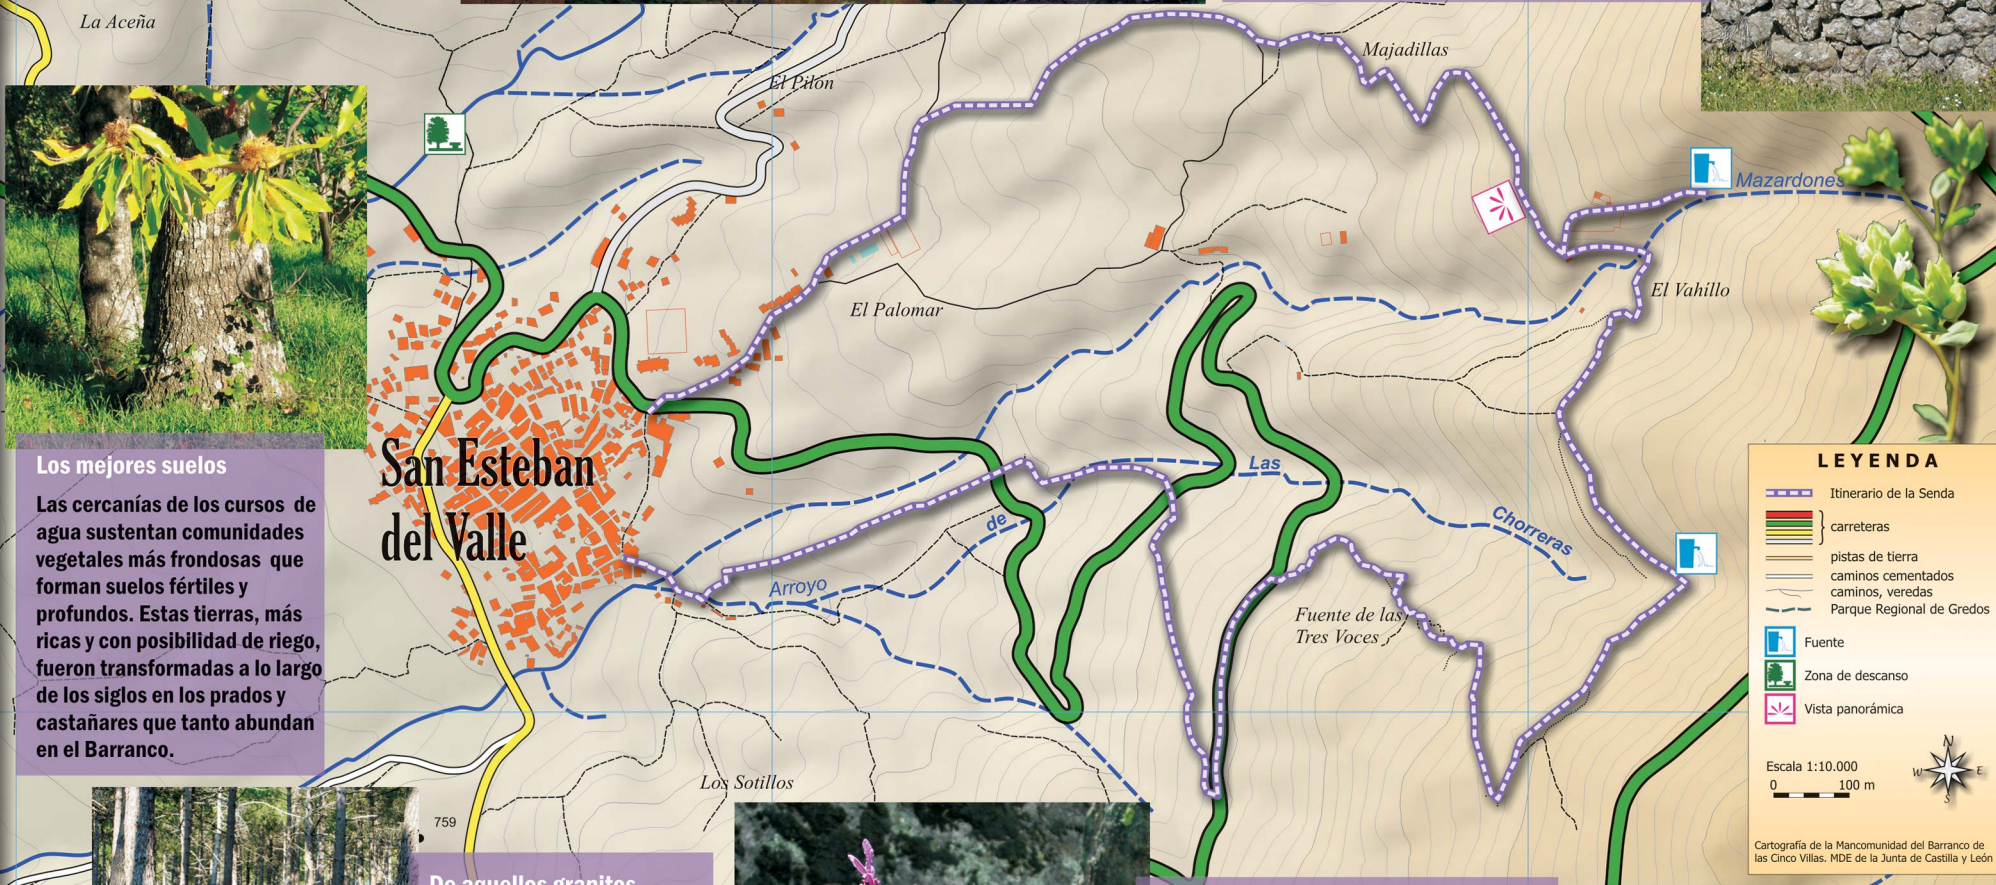 La Aceña
El Pilón
Majadillas
Mazardones
El Vahíllo
El Palomar
San Esteban
del Valle
Las
Chorreras
de
Arroyo
Fuente de las
Tres Voces
Los Sotillos
759
Los mejores suelos
Las cercanías de los cursos de
agua sustentan comunidades
vegetales más frondosas que
forman suelos fértiles y
profundos. Estas tierras, más
ricas y con posibilidad de riego,
fueron transformadas a lo largo
de los siglos en los prados y
castañares que tanto abundan
en el Barranco.
De aquellos granitos
LEYENDA
Itinerario de la Senda
carreteras
pistas de tierra
caminos cementados
caminos, veredas
Parque Regional de Gredos
Fuente
Zona de descanso
Vista panorámica
Escala 1:10.000
0 100 m
N
W E
S
Cartografía de la Mancomunidad del Barranco de
las Cinco Villas. MDE de la Junta de Castilla y León